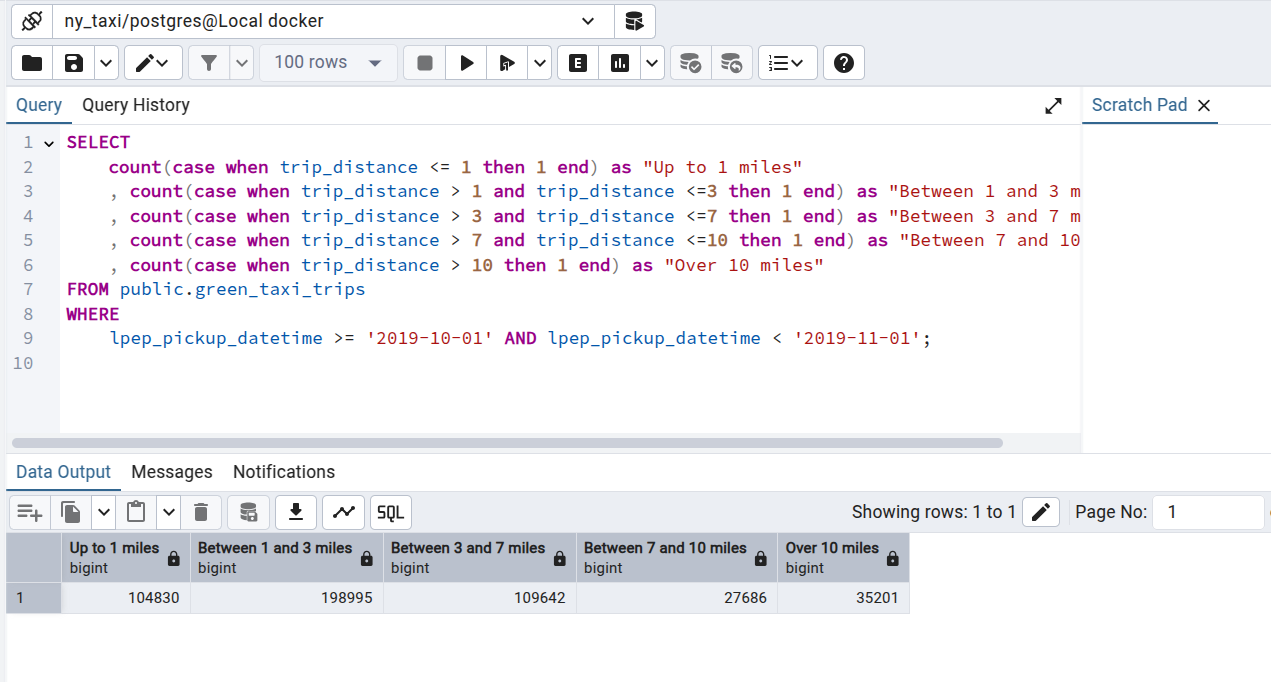 ny_taxi/postgres@Local docker
100 rows
Query Query History Scratch Pad
1 SELECT
2 count(case when trip_distance <= 1 then 1 end) as "Up to 1 miles"
3 , count(case when trip_distance > 1 and trip_distance <=3 then 1 end) as "Between 1 and 3 m
4 , count(case when trip_distance > 3 and trip_distance <=7 then 1 end) as "Between 3 and 7 m
5 , count(case when trip_distance > 7 and trip_distance <=10 then 1 end) as "Between 7 and 10
6 , count(case when trip_distance > 10 then 1 end) as "Over 10 miles"
7 FROM public.green_taxi_trips
8 WHERE
9 lpep_pickup_datetime >= '2019-10-01' AND lpep_pickup_datetime < '2019-11-01';
10
Data Output Messages Notifications
SQL Showing rows: 1 to 1 Page No: 1
Up to 1 miles Between 1 and 3 miles Between 3 and 7 miles Between 7 and 10 miles Over 10 miles
bigint bigint bigint bigint bigint
1 104830 198995 109642 27686 35201